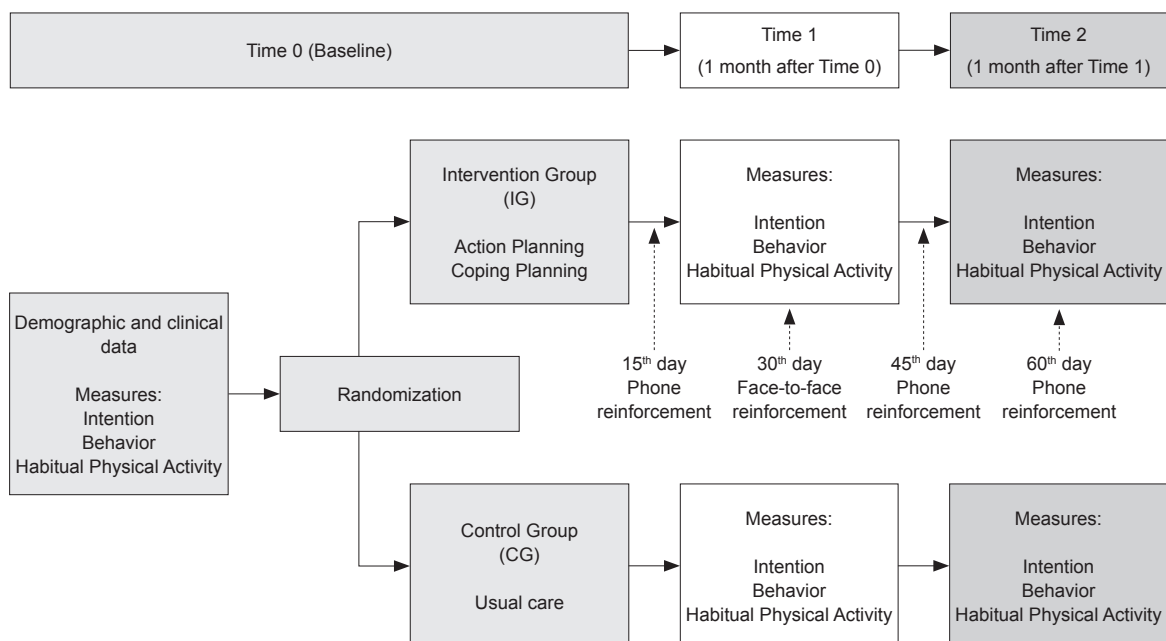 Time 0 (Baseline)
Time 1
(1 month after Time 0)
Time 2
(1 month after Time 1)
Intervention Group
(IG)
Action Planning
Coping Planning
Measures:
Intention
Behavior
Habitual Physical Activity
Measures:
Intention
Behavior
Habitual Physical Activity
Demographic and clinical
data
Measures:
Intention
Behavior
Habitual Physical Activity
Randomization
15th day
Phone
reinforcement
30th day
Face-to-face
reinforcement
45th day
Phone
reinforcement
60th day
Phone
reinforcement
Control Group
(CG)
Usual care
Measures:
Intention
Behavior
Habitual Physical Activity
Measures:
Intention
Behavior
Habitual Physical Activity